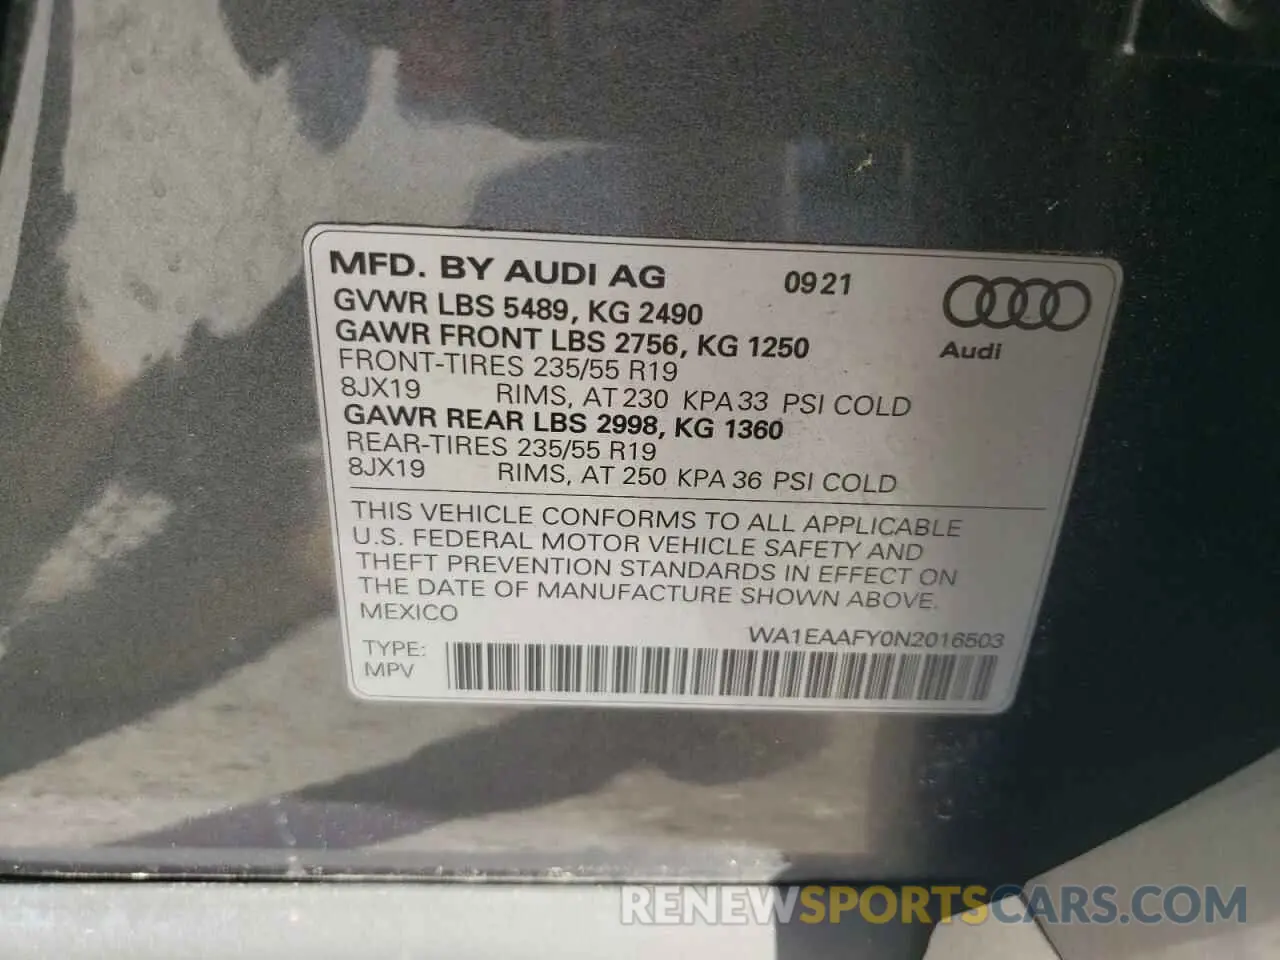 MFD. BY AUDI AG 09 21
GVWR LBS 5489, KG 2490
GAWR FRONT LBS 2756, KG 1250
Audi
FRONT-TIRES 235/55 R19
8JX19 RIMS, AT 230 KPA 33 PSI COLD
GAWR REAR LBS 2998, KG 1360
REAR-TIRES 235/55 R19
8JX19 RIMS, AT 250 KPA 36 PSI COLD
THIS VEHICLE CONFORMS TO ALL APPLICABLE
U.S. FEDERAL MOTOR VEHICLE SAFETY AND
THEFT PREVENTION STANDARDS IN EFFECT ON
THE DATE OF MANUFACTURE SHOWN ABOVE.
MEXICO
WA1EAAFY0N2016503
TYPE:
MPV
RENEWSPORTSCARS.COM